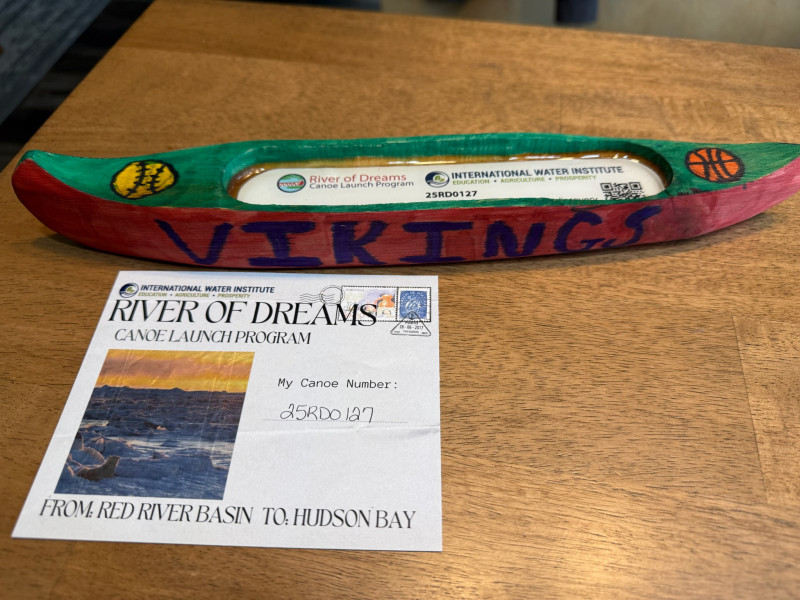 River of Dreams
Canoe Launch Program
INTERNATIONAL WATER INSTITUTE
EDUCATION • AGRICULTURE • PROSPERITY
25RD0127
VIKINGS
INTERNATIONAL WATER INSTITUTE
EDUCATION • AGRICULTURE • PROSPERITY
RIVER OF DREAMS
CANOE LAUNCH PROGRAM
My Canoe Number:
25RD0127
FROM: RED RIVER BASIN TO: HUDSON BAY